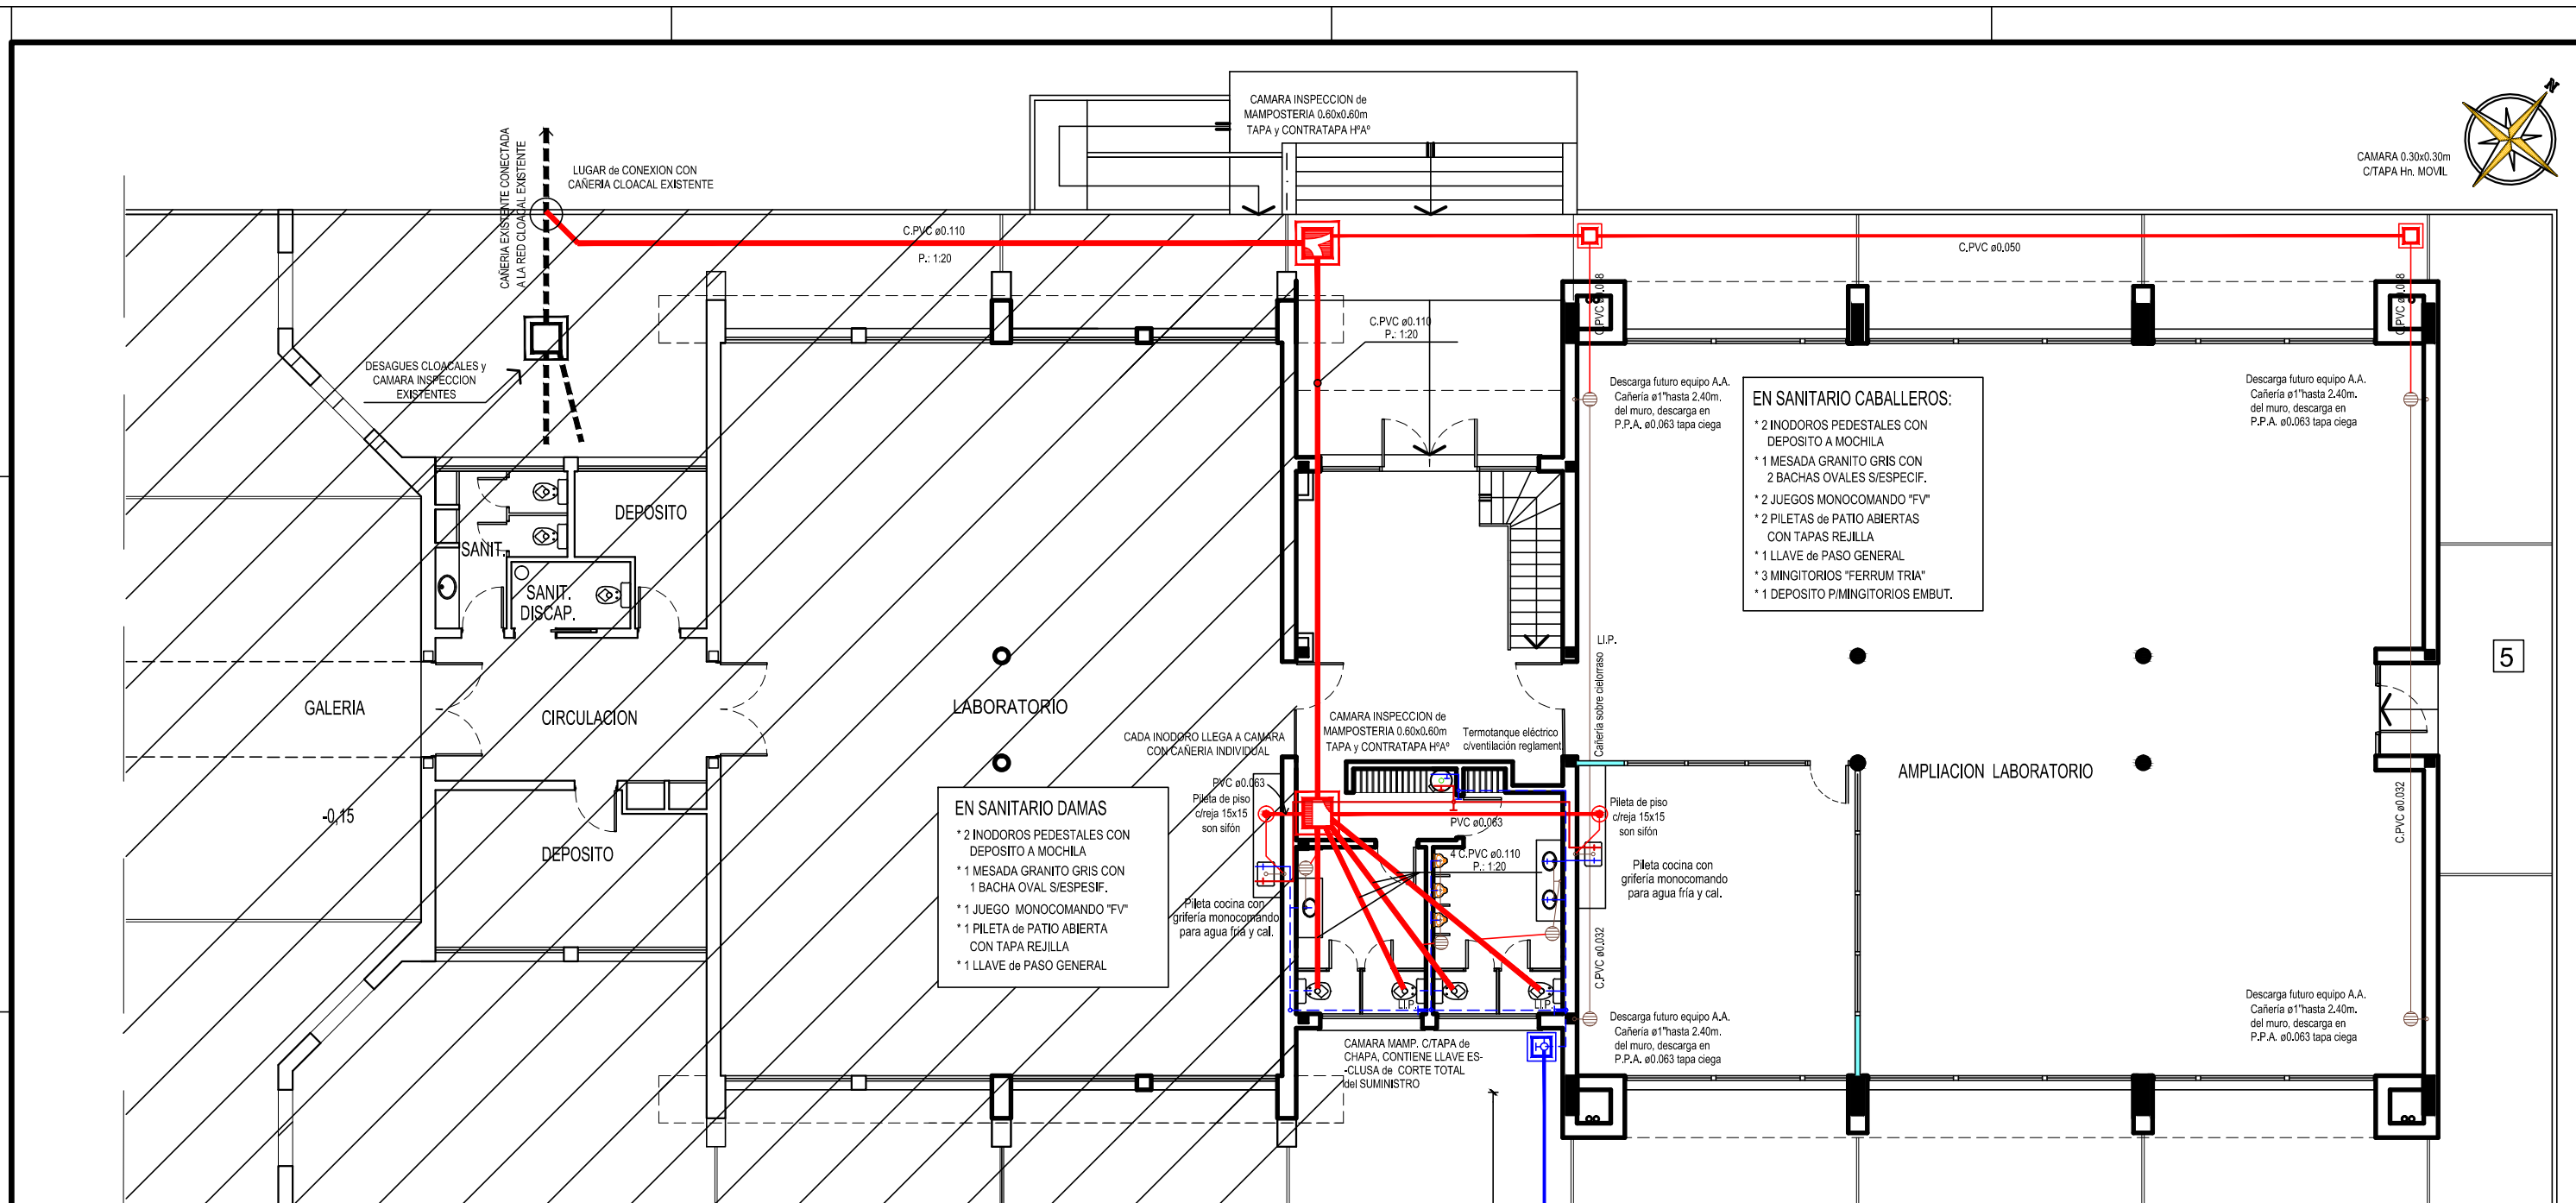 N
CAMARA INSPECCION de
MAMPOSTERIA 0.60x0.60m
TAPA y CONTRATAPA HºAº
CAMARA 0.30x0.30m
C/TAPA Hn. MOVIL
CAÑERIA EXISTENTE CONECTADA
A LA RED CLOACAL EXISTENTE
LUGAR de CONEXION CON
CAÑERIA CLOACAL EXISTENTE
C.PVC ø0.110
P.: 1:20
C.PVC ø0.050
C.PVC ø0.110
P.: 1:20
DESAGUES CLOACALES y
CAMARA INSPECCION
EXISTENTES
Descarga futuro equipo A.A.
Cañería ø1"hasta 2.40m.
del muro, descarga en
P.P.A. ø0.063 tapa ciega
EN SANITARIO CABALLEROS:
* 2 INODOROS PEDESTALES CON
DEPOSITO A MOCHILA
* 1 MESADA GRANITO GRIS CON
2 BACHAS OVALES S/ESPECIF.
* 2 JUEGOS MONOCOMANDO "FV"
* 2 PILETAS de PATIO ABIERTAS
CON TAPAS REJILLA
* 1 LLAVE de PASO GENERAL
* 3 MINGITORIOS "FERRUM TRIA"
* 1 DEPOSITO P/MINGITORIOS EMBUT.
Descarga futuro equipo A.A.
Cañería ø1"hasta 2.40m.
del muro, descarga en
P.P.A. ø0.063 tapa ciega
DEPOSITO
SANIT.
SANIT.
DISCAP.
GALERIA
CIRCULACION
LABORATORIO
Cañería sobre cielorraso
LI.P.
5
CADA INODORO LLEGA A CAMARA
CON CAÑERIA INDIVIDUAL
CAMARA INSPECCION de
MAMPOSTERIA 0.60x0.60m
TAPA y CONTRATAPA HºAº
Termotanque eléctrico
c/ventilación reglament
AMPLIACION LABORATORIO
-0,15
DEPOSITO
EN SANITARIO DAMAS
* 2 INODOROS PEDESTALES CON
DEPOSITO A MOCHILA
* 1 MESADA GRANITO GRIS CON
1 BACHA OVAL S/ESPESIF.
* 1 JUEGO MONOCOMANDO "FV"
* 1 PILETA de PATIO ABIERTA
CON TAPA REJILLA
* 1 LLAVE de PASO GENERAL
PVC ø0.063
Pileta de piso
c/reja 15x15
son sifón
PVC ø0.063
4 C.PVC ø0.110
P.: 1:20
Pileta de piso
c/reja 15x15
son sifón
Pileta cocina con
grifería monocomando
para agua fría y cal.
Pileta cocina con
grifería monocomando
para agua fría y cal.
C.PVC ø0.032
C.PVC ø0.032
LI.P.
LI.P.
CAMARA MAMP. C/TAPA de
CHAPA, CONTIENE LLAVE ES-
-CLUSA de CORTE TOTAL
del SUMINISTRO
Descarga futuro equipo A.A.
Cañería ø1"hasta 2.40m.
del muro, descarga en
P.P.A. ø0.063 tapa ciega
Descarga futuro equipo A.A.
Cañería ø1"hasta 2.40m.
del muro, descarga en
P.P.A. ø0.063 tapa ciega